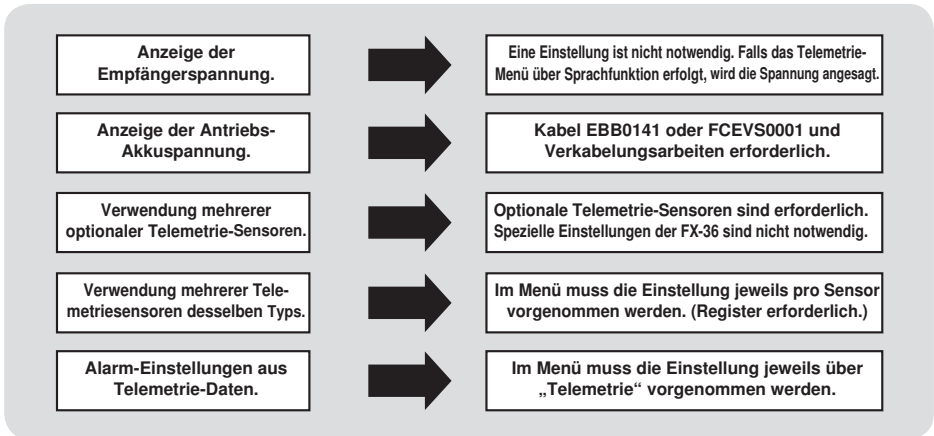 Anzeige der
Empfängerspannung.
Eine Einstellung ist nicht notwendig. Falls das Telemetrie-
Menü über Sprachfunktion erfolgt, wird die Spannung angesagt.
Anzeige der Antriebs-
Akkuspannung.
Kabel EBB0141 oder FCEVS0001 und
Verkabelungsarbeiten erforderlich.
Verwendung mehrerer
optionaler Telemetrie-Sensoren.
Optionale Telemetrie-Sensoren sind erforderlich.
Spezielle Einstellungen der FX-36 sind nicht notwendig.
Verwendung mehrerer Tele-
metriesensoren desselben Typs.
Im Menü muss die Einstellung jeweils pro Sensor
vorgenommen werden. (Register erforderlich.)
Alarm-Einstellungen aus
Telemetrie-Daten.
Im Menü muss die Einstellung jeweils über
„Telemetrie“ vorgenommen werden.